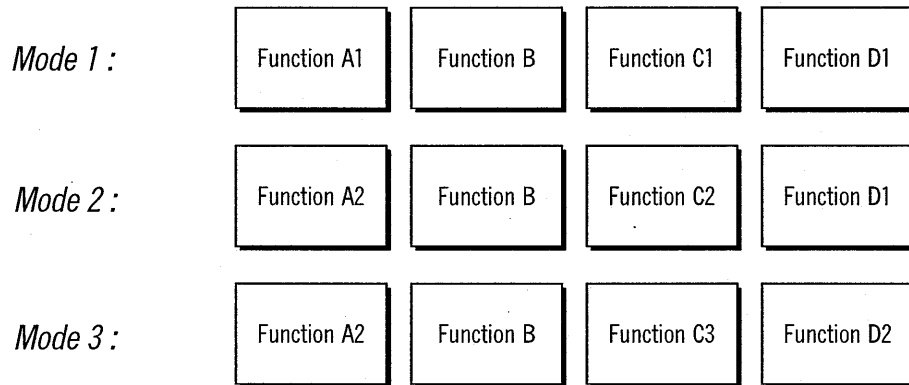 Mode 1 : Function A1 Function B Function C1 Function D1
Mode 2 : Function A2 Function B Function C2 Function D1
Mode 3 : Function A2 Function B Function C3 Function D2